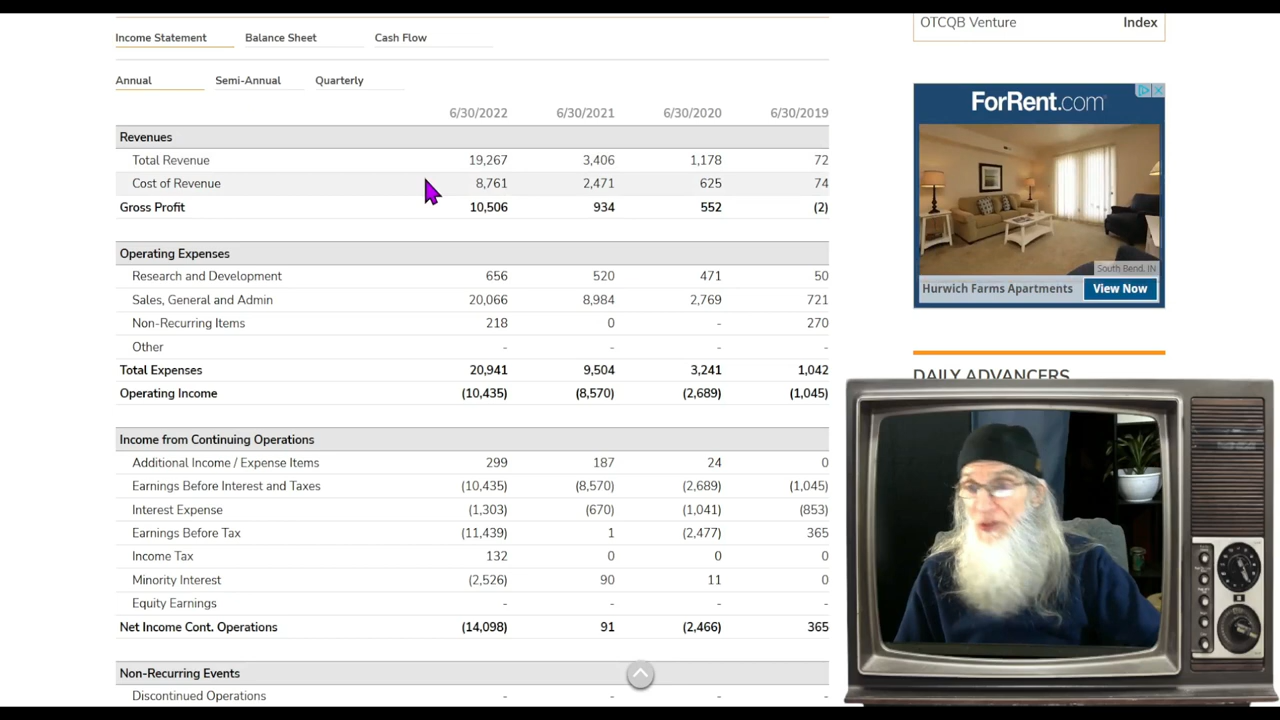 OTCQB Venture Index
Income Statement Balance Sheet Cash Flow
Annual Semi-Annual Quarterly
6/30/2022 6/30/2021 6/30/2020 6/30/2019
Revenues
Total Revenue 19,267 3,406 1,178 72
Cost of Revenue 8,761 2,471 625 74
Gross Profit 10,506 934 552 (2)
Operating Expenses
Research and Development 656 520 471 50
Sales, General and Admin 20,066 8,984 2,769 721
Non-Recurring Items 218 0 - 270
Other - - - -
Total Expenses 20,941 9,504 3,241 1,042
Operating Income (10,435) (8,570) (2,689) (1,045)
Income from Continuing Operations
Additional Income / Expense Items 299 187 24 0
Earnings Before Interest and Taxes (10,435) (8,570) (2,689) (1,045)
Interest Expense (1,303) (670) (1,041) (853)
Earnings Before Tax (11,439) 1 (2,477) 365
Income Tax 132 0 0 0
Minority Interest (2,526) 90 11 0
Equity Earnings - - - -
Net Income Cont. Operations (14,098) 91 (2,466) 365
Non-Recurring Events
Discontinued Operations - - - -
ForRent.com
South Bend, IN
Hurwich Farms Apartments View Now
DAILY ADVANCERS